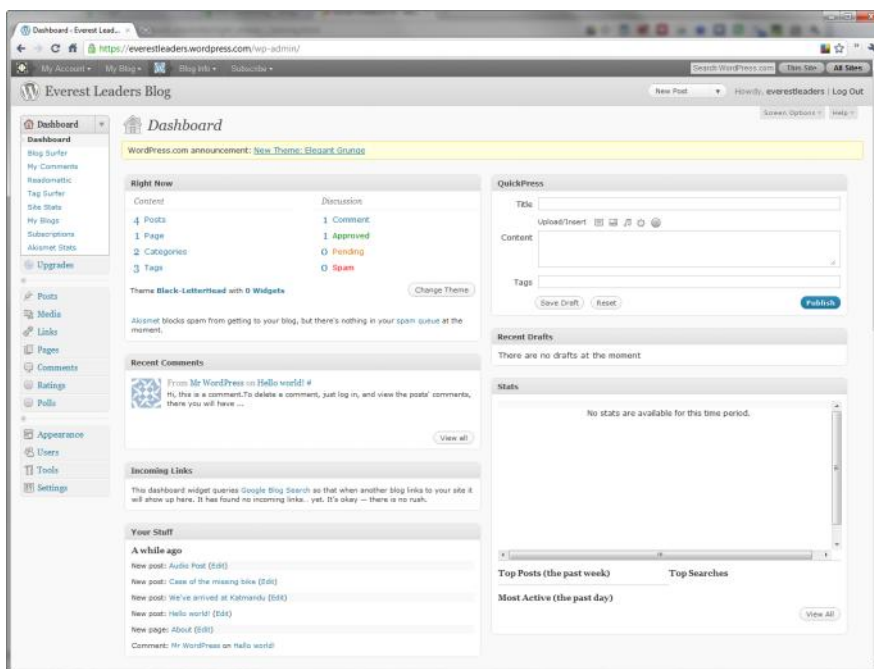 Dashboard ‹ Everest Lead...
https://everestleaders.wordpress.com/wp-admin/
My Account
My Blog
Blog Info
Subscribe
Search WordPress.com
This Site
All Sites
Everest Leaders Blog
New Post
Howdy, everestleaders | Log Out
Screen Options
Help
Dashboard
Dashboard
Blog Surfer
My Comments
Readomattic
Tag Surfer
Site Stats
My Blogs
Subscriptions
Akismet Stats
Upgrades
Posts
Media
Links
Pages
Comments
Ratings
Polls
Appearance
Users
Tools
Settings
Dashboard
WordPress.com announcement: New Theme: Elegant Grunge
Right Now
Content
Discussion
4 Posts
1 Comment
1 Page
1 Approved
2 Categories
0 Pending
3 Tags
0 Spam
Theme Black-LetterHead with 0 Widgets
Change Theme
Akismet blocks spam from getting to your blog, but there's nothing in your spam queue at the
moment.
Recent Comments
From Mr WordPress on Hello world! #
Hi, this is a comment.To delete a comment, just log in, and view the posts' comments,
there you will have ...
View all
Incoming Links
This dashboard widget queries Google Blog Search so that when another blog links to your site it
will show up here. It has found no incoming links.. yet. It's okay — there is no rush.
Your Stuff
A while ago
New post: Audio Post (Edit)
New post: Case of the missing bike (Edit)
New post: We've arrived at Katmandu (Edit)
New post: Hello world! (Edit)
New page: About (Edit)
Comment: Mr WordPress on Hello world!
QuickPress
Title
Upload/Insert
Content
Tags
Save Draft
Reset
Publish
Recent Drafts
There are no drafts at the moment
Stats
No stats are available for this time period.
Top Posts (the past week)
Top Searches
Most Active (the past day)
View All